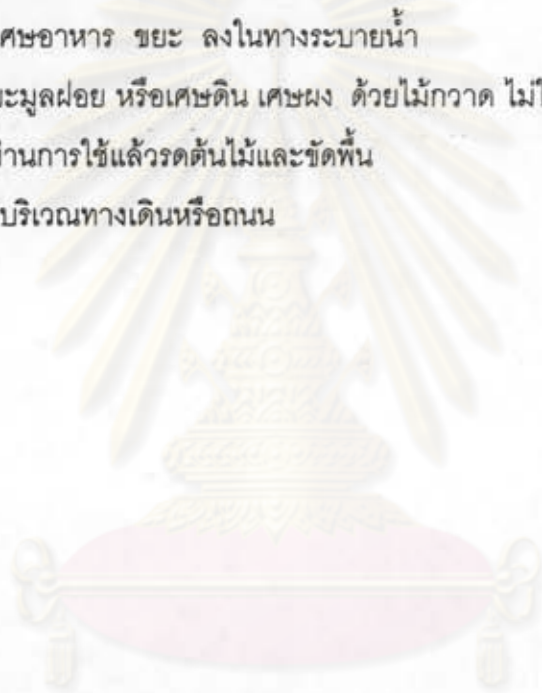 เศษอาหาร ขยะ ลงในทางระบายน้ำ
ยะมูลฝอย หรือเศษดิน เศษผง ด้วยไม้กวาด ไม่
ผ่านการใช้แล้วรดต้นไม้และขัดพื้น
บริเวณทางเดินหรือถนน